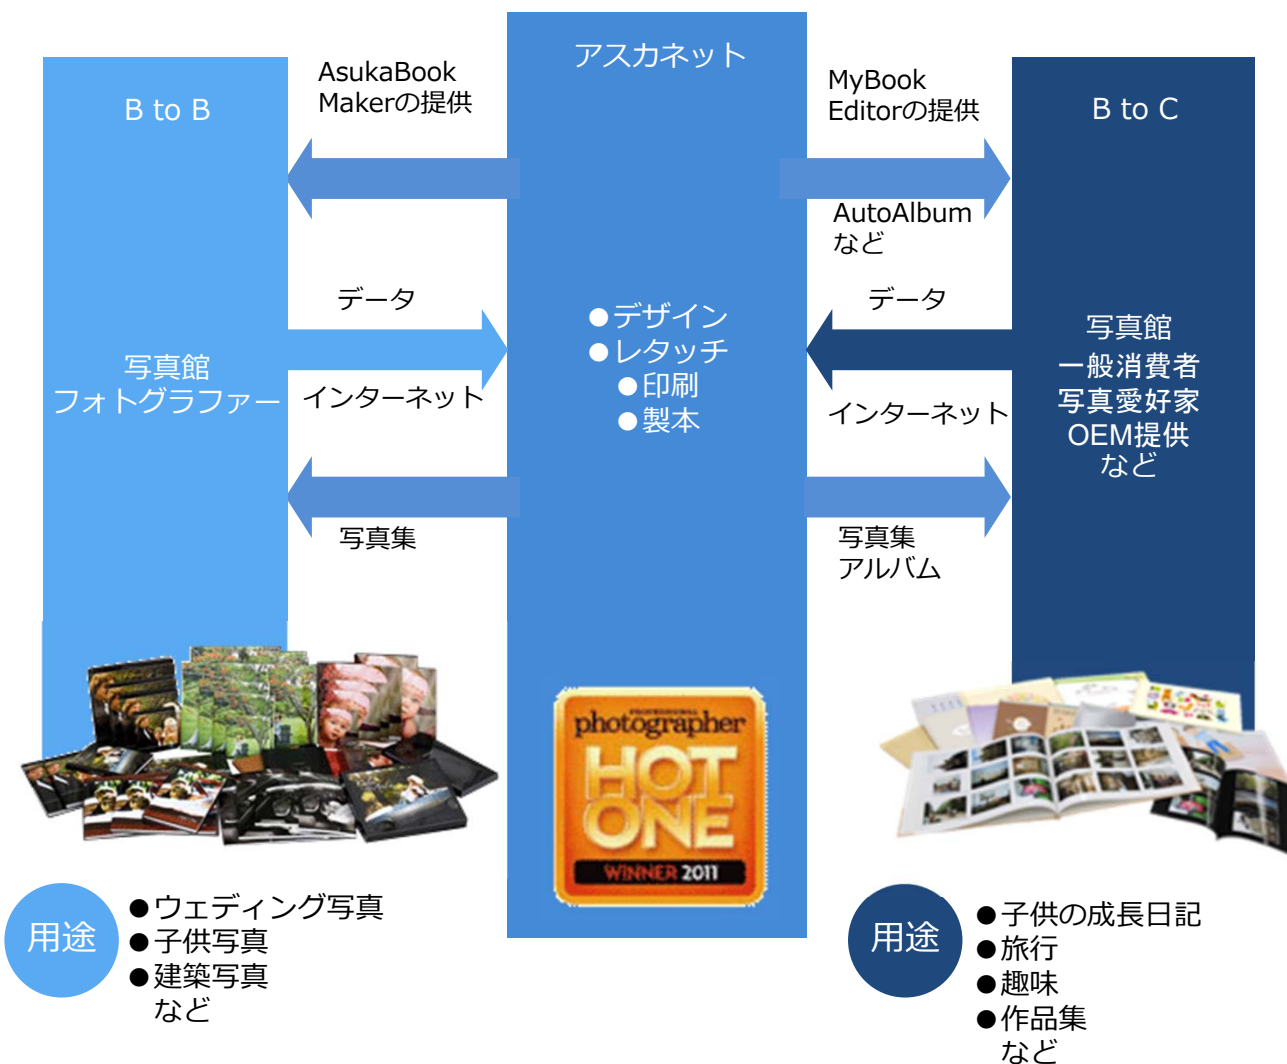 アスカネット
B to B
AsukaBook
Makerの提供
データ
インターネット
写真館
フォトグラファー
写真集
●デザイン
●レタッチ
●印刷
●製本
MyBook
Editorの提供
AutoAlbum
など
データ
インターネット
写真集
アルバム
B to C
写真館
一般消費者
写真愛好家
OEM提供
など
PROFESSIONAL
photographer
HOT
ONE
WINNER 2011
用途
●ウェディング写真
●子供写真
●建築写真
など
用途
●子供の成長日記
●旅行
●趣味
●作品集
など